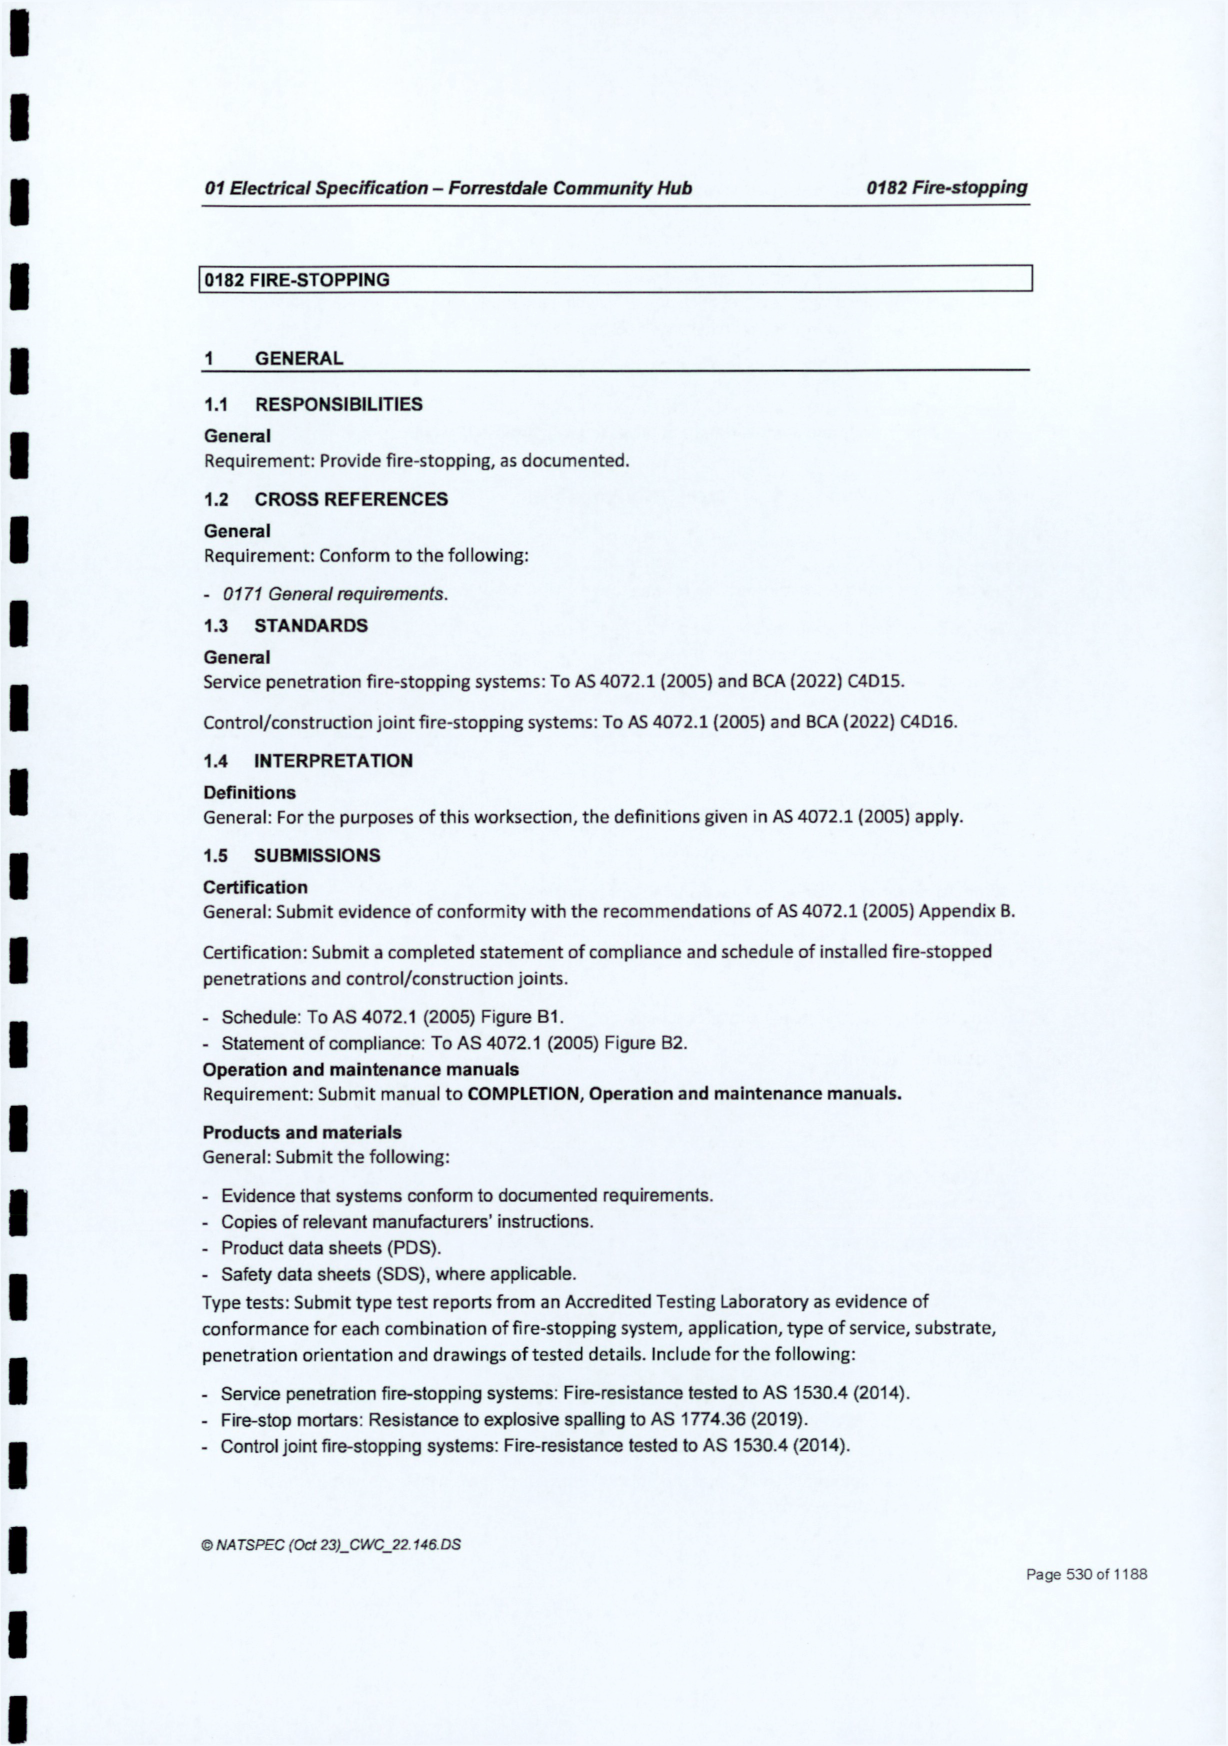 01 Electrical Specification – Forrestdale Community Hub 0182 Fire-stopping
0182 FIRE-STOPPING
1 GENERAL
1.1 RESPONSIBILITIES
General
Requirement: Provide fire-stopping, as documented.
1.2 CROSS REFERENCES
General
Requirement: Conform to the following:
- 0171 General requirements.
1.3 STANDARDS
General
Service penetration fire-stopping systems: To AS 4072.1 (2005) and BCA (2022) C4D15.
Control/construction joint fire-stopping systems: To AS 4072.1 (2005) and BCA (2022) C4D16.
1.4 INTERPRETATION
Definitions
General: For the purposes of this worksection, the definitions given in AS 4072.1 (2005) apply.
1.5 SUBMISSIONS
Certification
General: Submit evidence of conformity with the recommendations of AS 4072.1 (2005) Appendix B.
Certification: Submit a completed statement of compliance and schedule of installed fire-stopped
penetrations and control/construction joints.
- Schedule: To AS 4072.1 (2005) Figure B1.
- Statement of compliance: To AS 4072.1 (2005) Figure B2.
Operation and maintenance manuals
Requirement: Submit manual to COMPLETION, Operation and maintenance manuals.
Products and materials
General: Submit the following:
- Evidence that systems conform to documented requirements.
- Copies of relevant manufacturers' instructions.
- Product data sheets (PDS).
- Safety data sheets (SDS), where applicable.
Type tests: Submit type test reports from an Accredited Testing Laboratory as evidence of
conformance for each combination of fire-stopping system, application, type of service, substrate,
penetration orientation and drawings of tested details. Include for the following:
- Service penetration fire-stopping systems: Fire-resistance tested to AS 1530.4 (2014).
- Fire-stop mortars: Resistance to explosive spalling to AS 1774.36 (2019).
- Control joint fire-stopping systems: Fire-resistance tested to AS 1530.4 (2014).
© NATSPEC (Oct 23)_CWC_22.146.DS
Page 530 of 1188